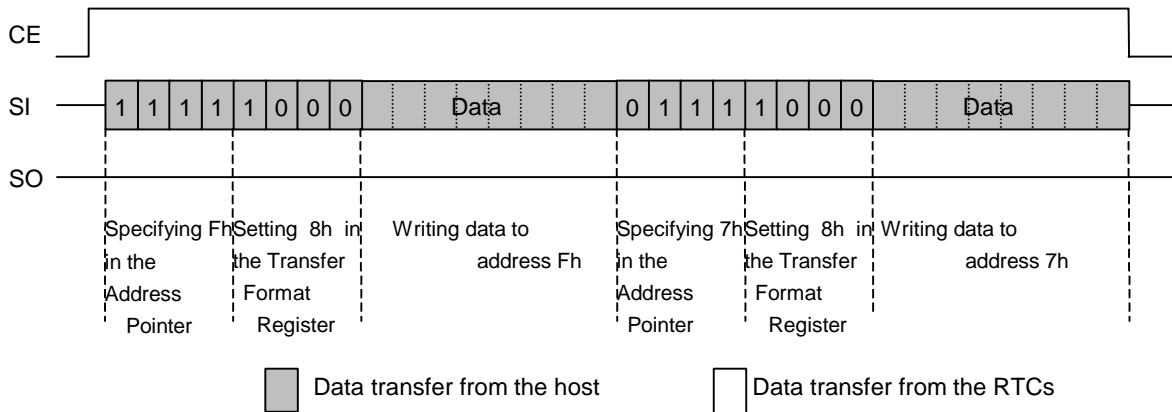 CE
SI 1 1 1 1 1 0 0 0 Data 0 1 1 1 1 0 0 0 Data
SO
Specifying Fh
in the
Address
Pointer
Setting 8h in
the Transfer
Format
Register
Writing data to
address Fh
Specifying 7h
in the
Address
Pointer
Setting 8h in
the Transfer
Format
Register
Writing data to
address 7h
Data transfer from the host
Data transfer from the RTCs